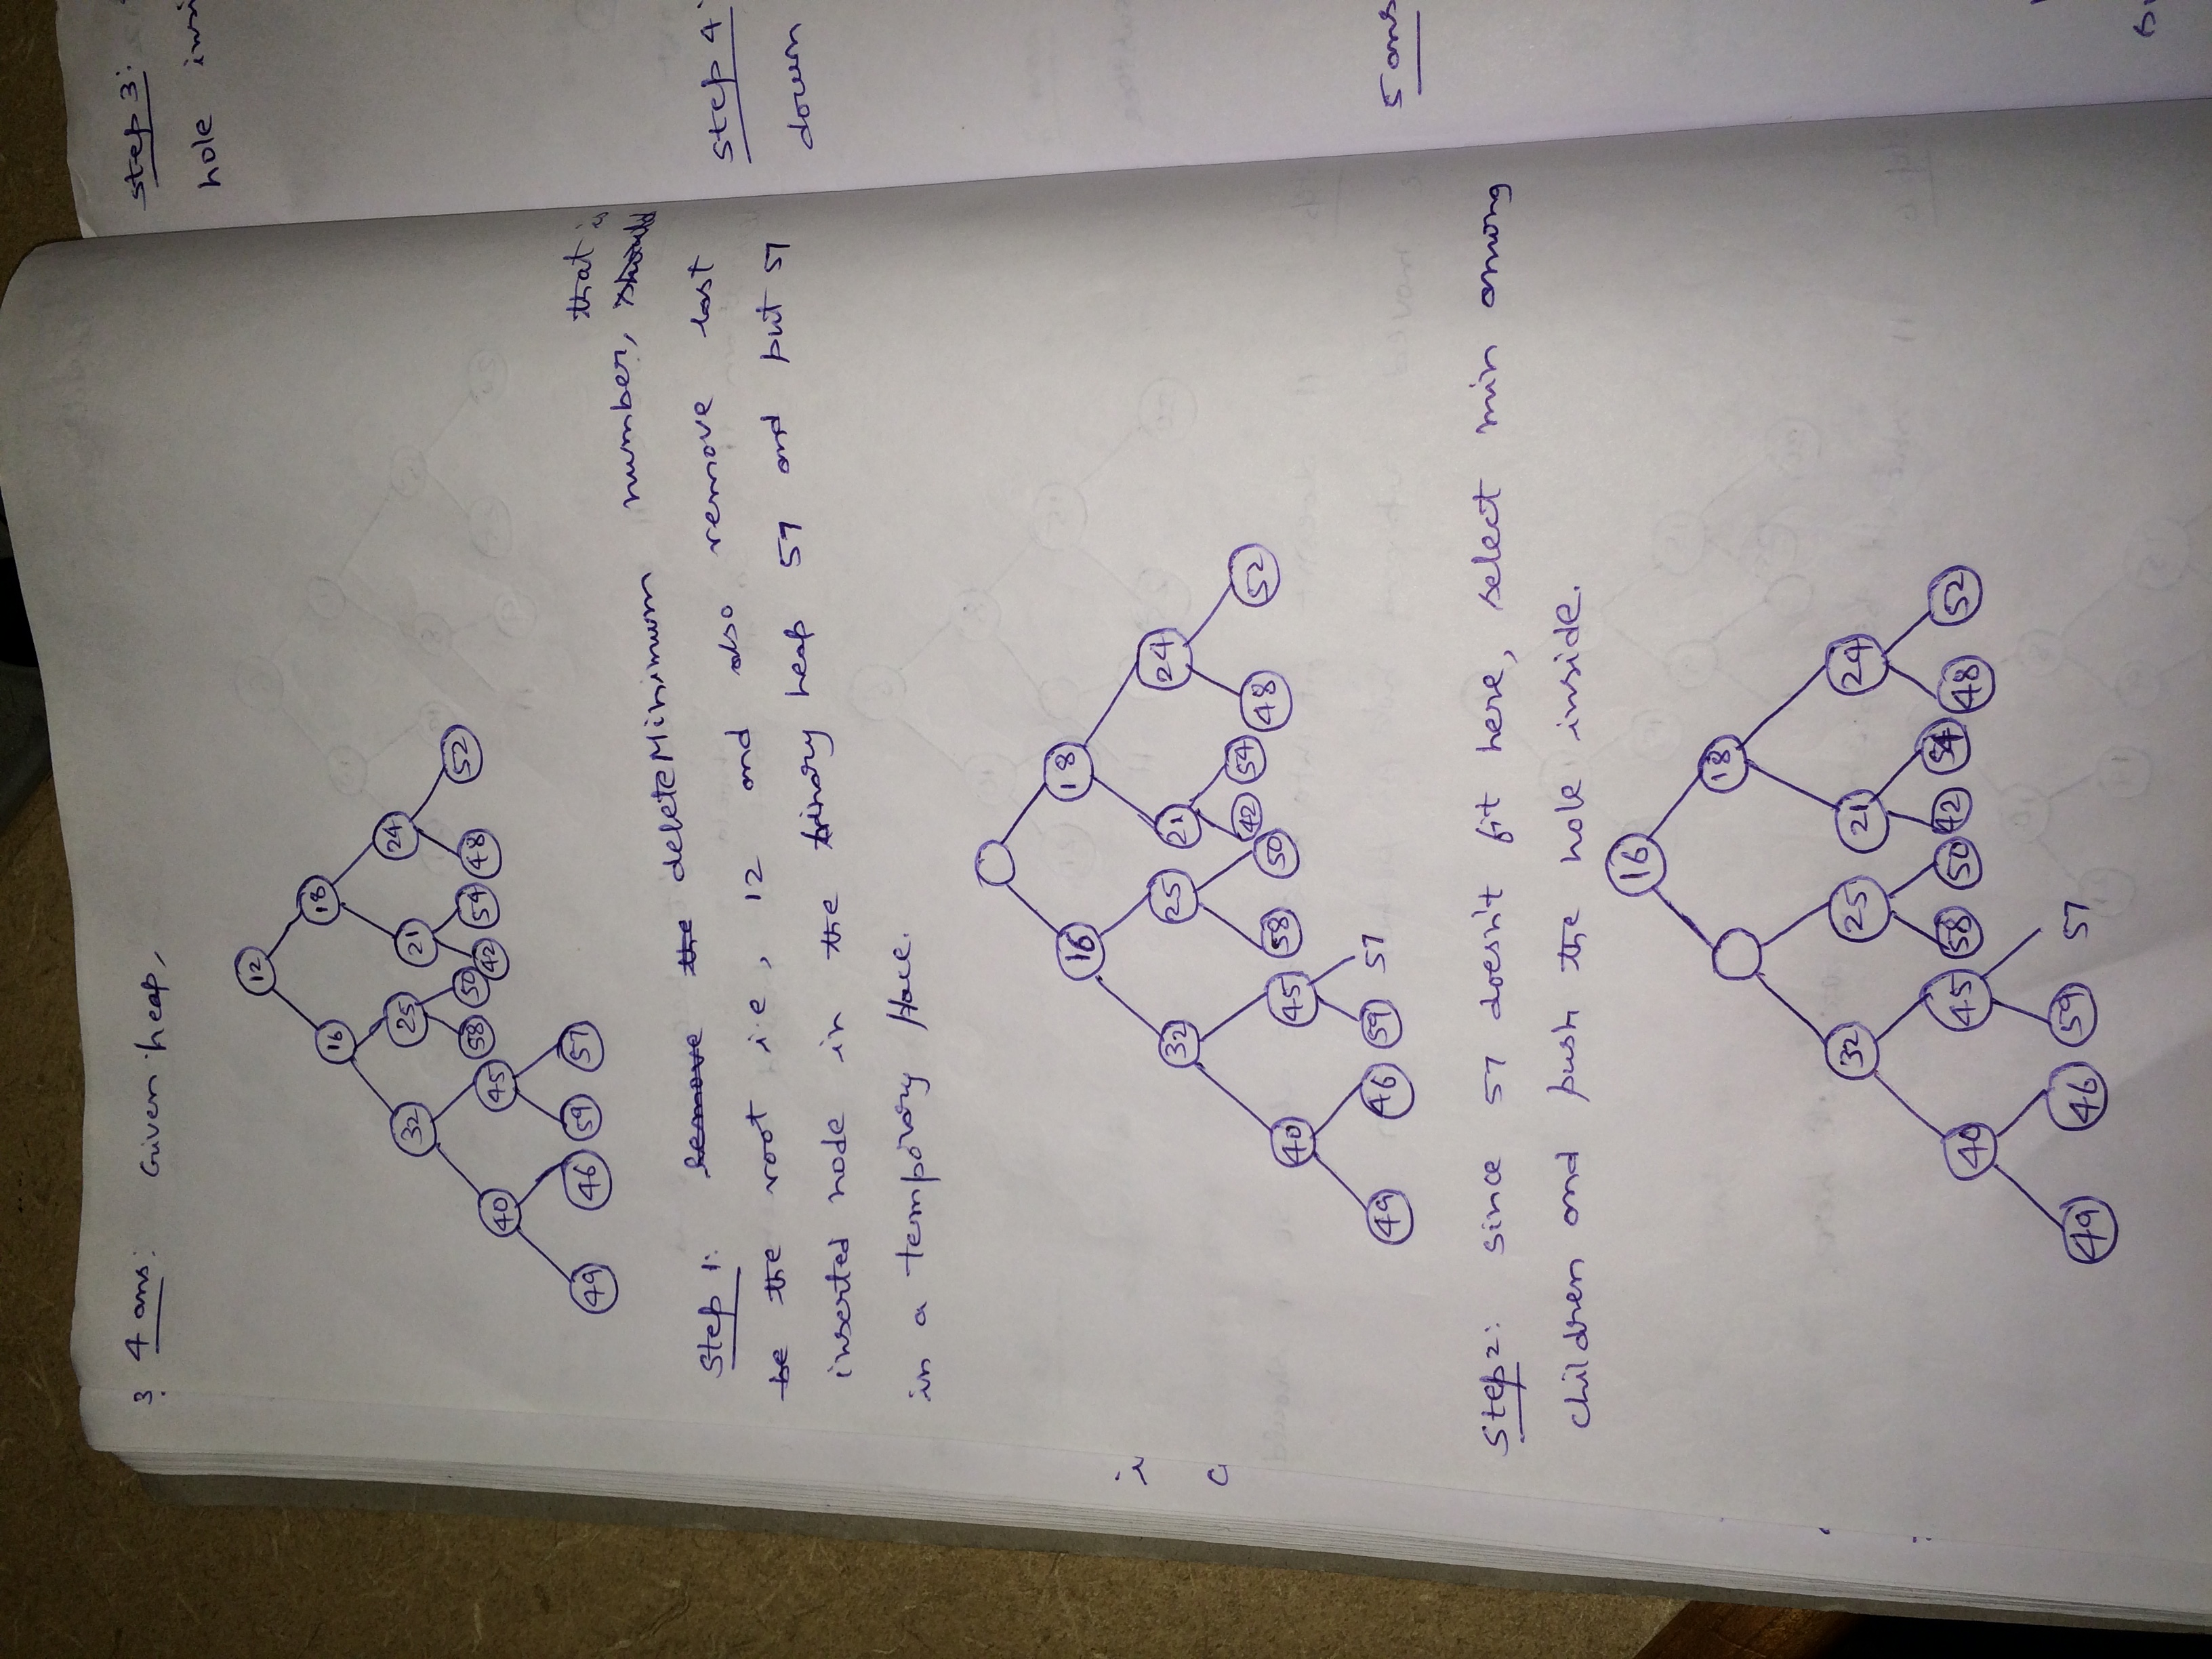 3. 4 ans: Given heap,
12
16 18
32 25 21 24
40 45 58 50 42 54 48 52
49 46 59 57
that is
Step 1: remove the deleteMinimum number, should
be the root i.e, 12 and also remove last
inserted node in the binary heap 57 and put 57
in a temporary place.
16 18
32 25 21 24
40 45 58 50 42 54 48 52
49 46 59 57
Step2: since 57 doesn't fit here, select min among
children and push the hole inside.
16
18
32 25 21 24
40 45 58 50 42 54 48 52
49 46 59 57
i
c
step 3:
hole insi
step 4:
down
5 ans